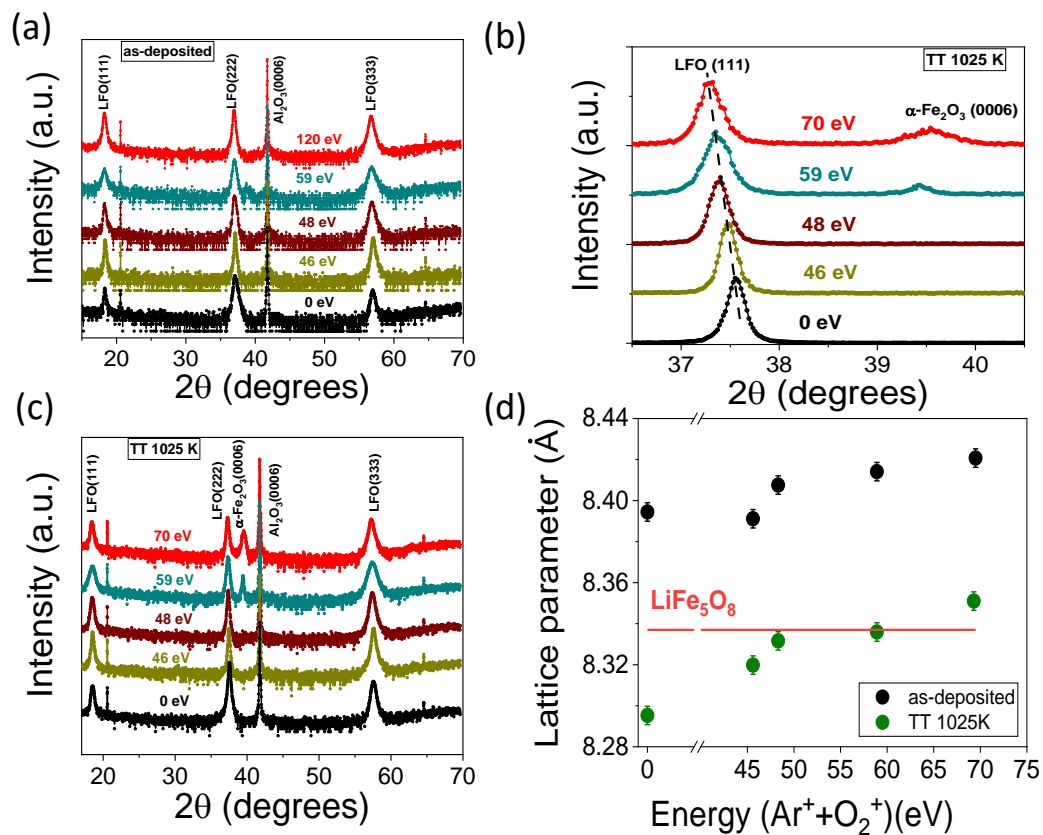 (a)
as-deposited
LFO(111)
LFO(222)
Al₂O₃(0006)
LFO(333)
120 eV
59 eV
48 eV
46 eV
0 eV
Intensity (a.u.)
20 30 40 50 60 70
2θ (degrees)
(b)
TT 1025 K
LFO (111)
α-Fe₂O₃ (0006)
70 eV
59 eV
48 eV
46 eV
0 eV
Intensity (a.u.)
37 38 39 40
2θ (degrees)
(c)
TT 1025 K
LFO(111)
LFO(222)
α-Fe₂O₃(0006)
Al₂O₃(0006)
LFO(333)
70 eV
59 eV
48 eV
46 eV
0 eV
Intensity (a.u.)
20 30 40 50 60 70
2θ (degrees)
(d)
8.44
8.40
8.36
8.32
8.28
Lattice parameter (Å)
LiFe₅O₈
as-deposited
TT 1025K
0 45 50 55 60 65 70 75
Energy (Ar⁺+O₂⁺)(eV)